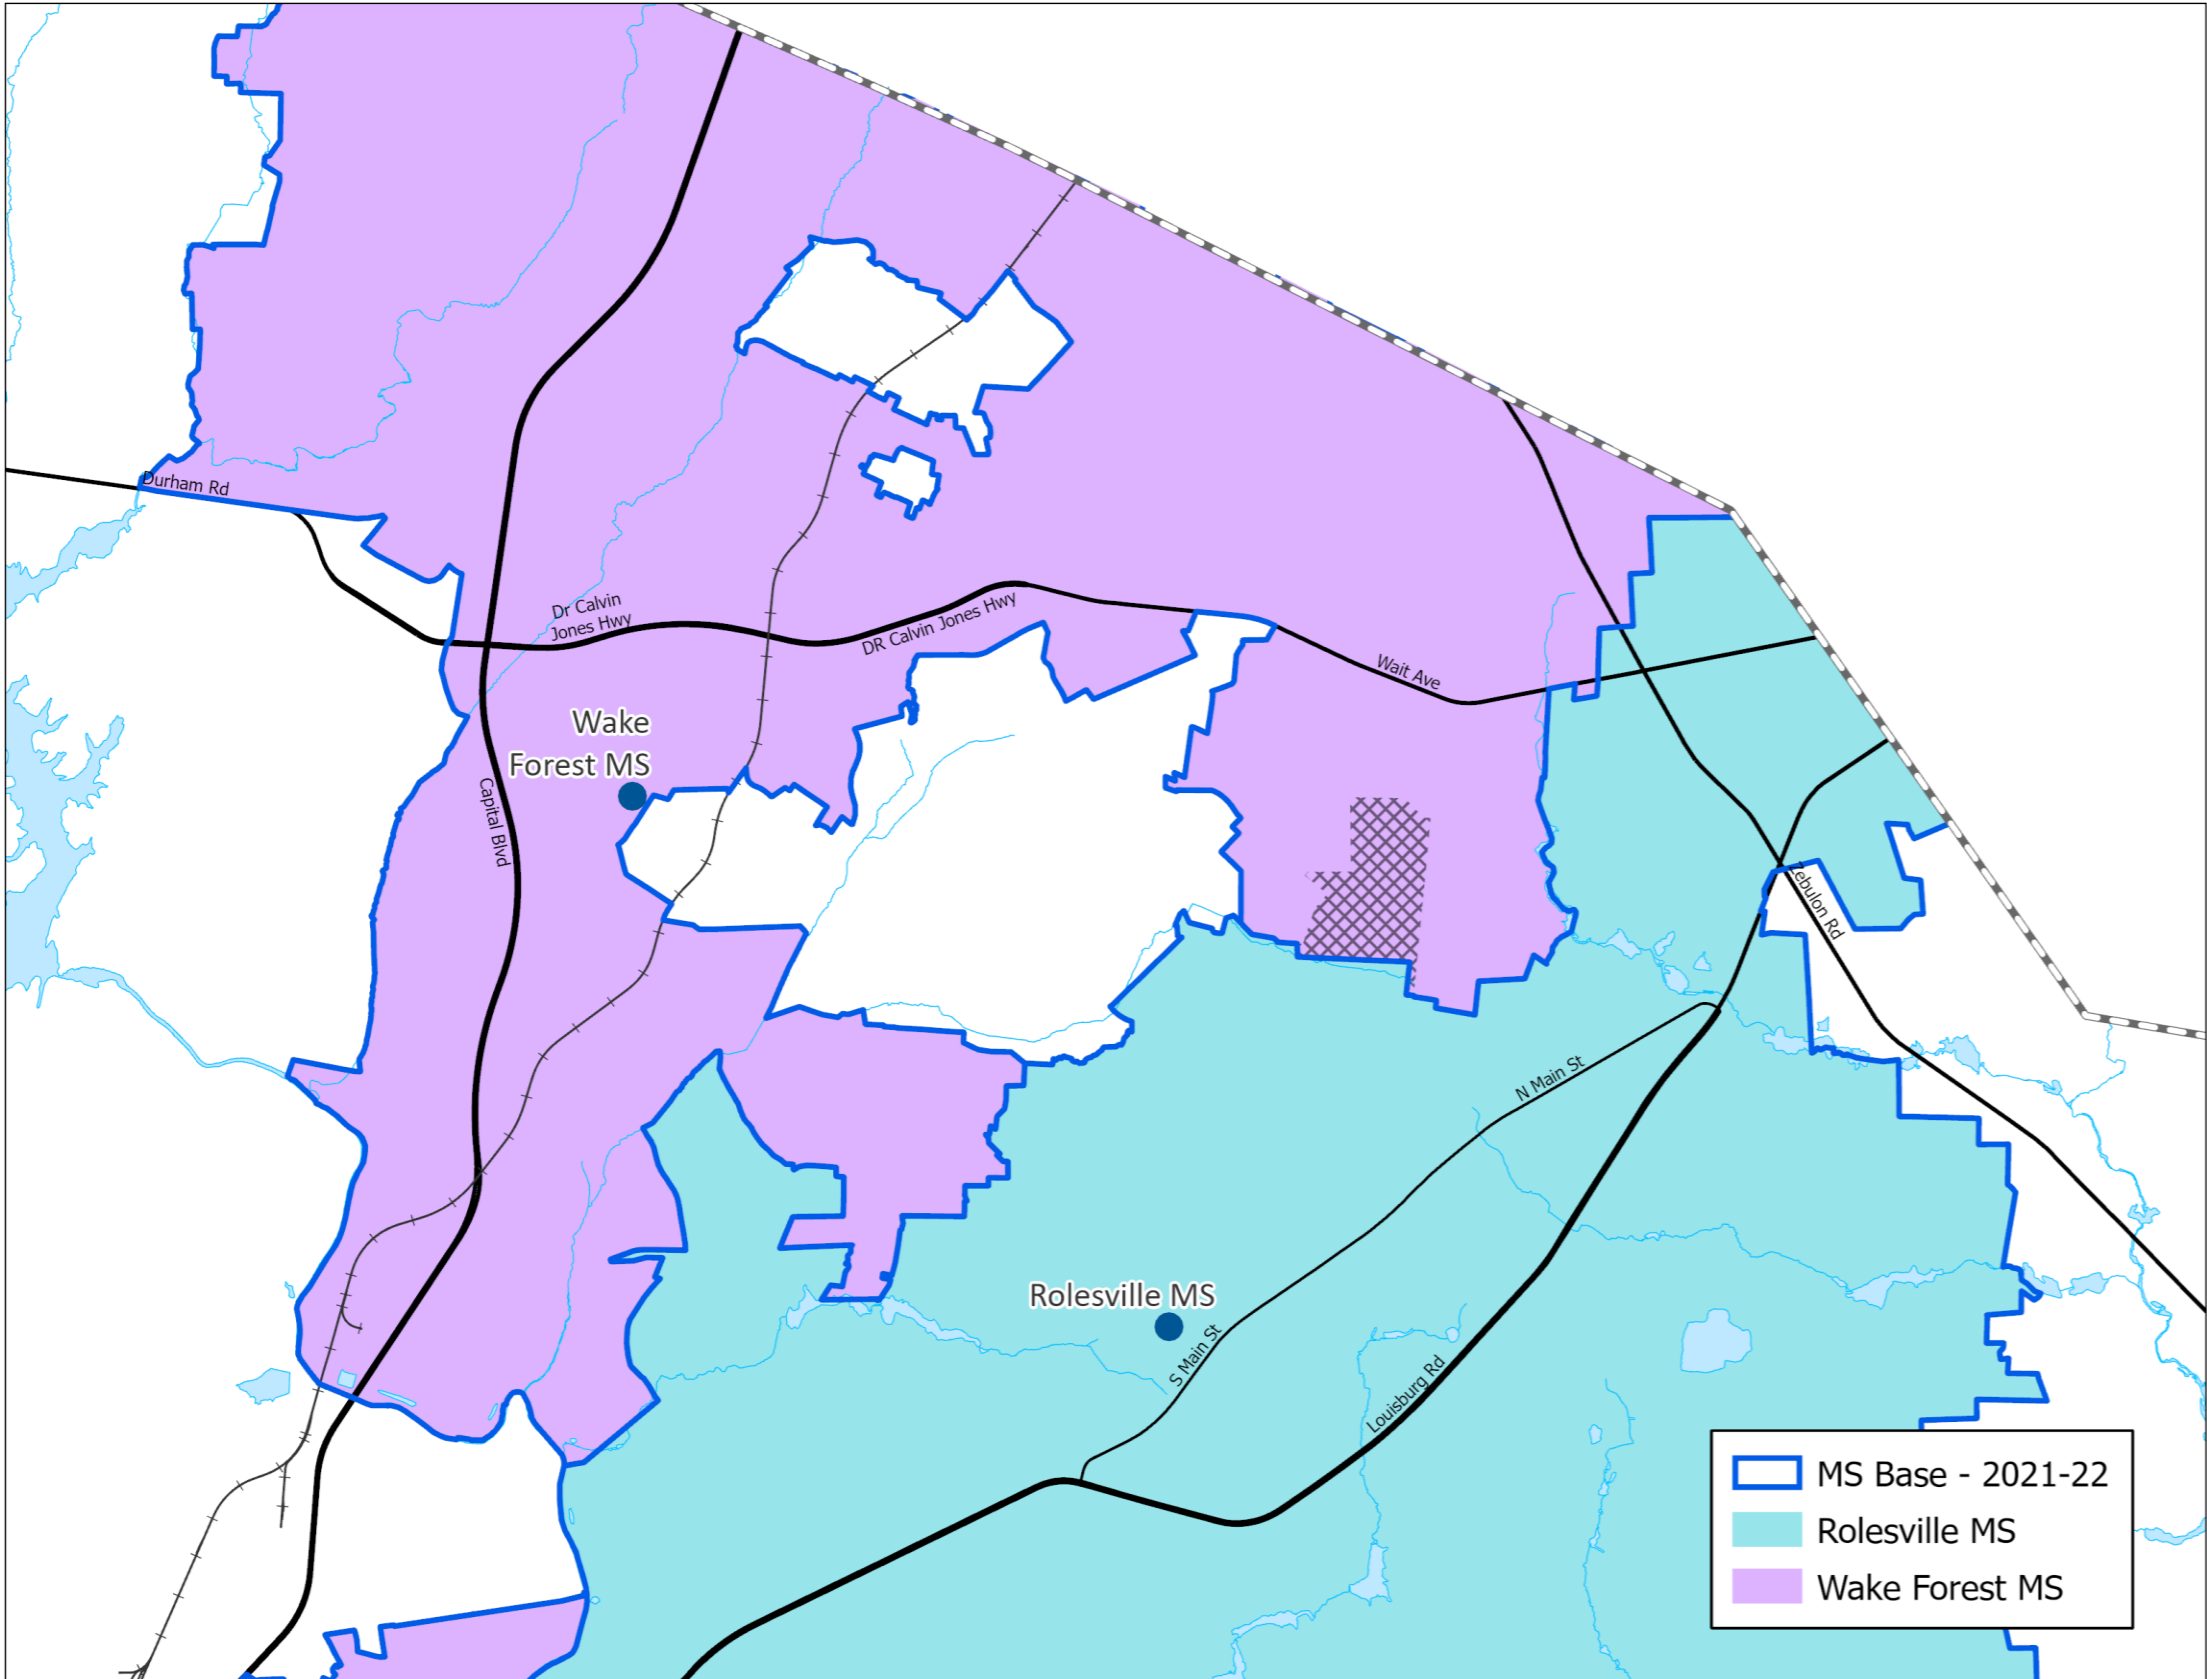 Durham Rd
Dr Calvin
Jones Hwy
DR Calvin Jones Hwy
Wait Ave
Wake
Forest MS
Capital Blvd
Zebulon Rd
N Main St
Rolesville MS
S Main St
Louisburg Rd
MS Base - 2021-22
Rolesville MS
Wake Forest MS